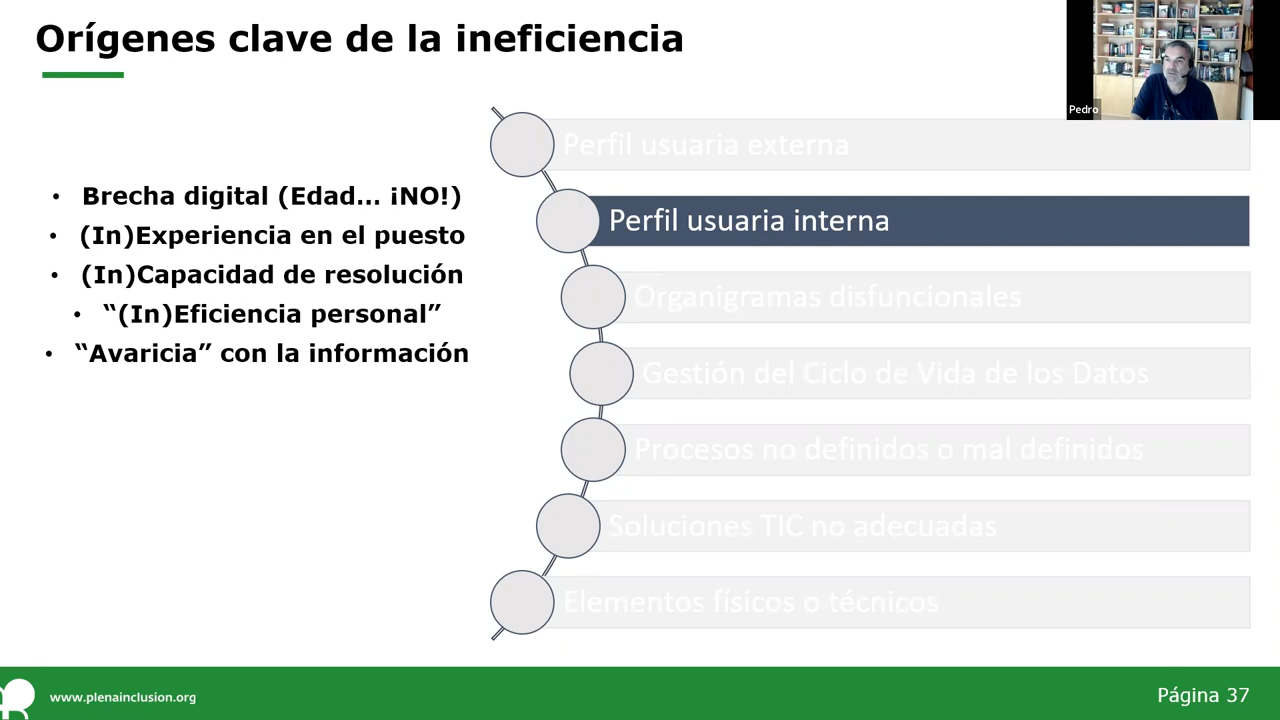 Orígenes clave de la ineficiencia
Pedro
• Brecha digital (Edad... ¡NO!)
• (In)Experiencia en el puesto
• (In)Capacidad de resolución
• “(In)Eficiencia personal”
• “Avaricia” con la información
Perfil usuaria externa
Perfil usuaria interna
Organigramas disfuncionales
Gestión del Ciclo de Vida de los Datos
Procesos no definidos o mal definidos
Soluciones TIC no adecuadas
Elementos físicos o técnicos
www.plenainclusion.org
Página 37